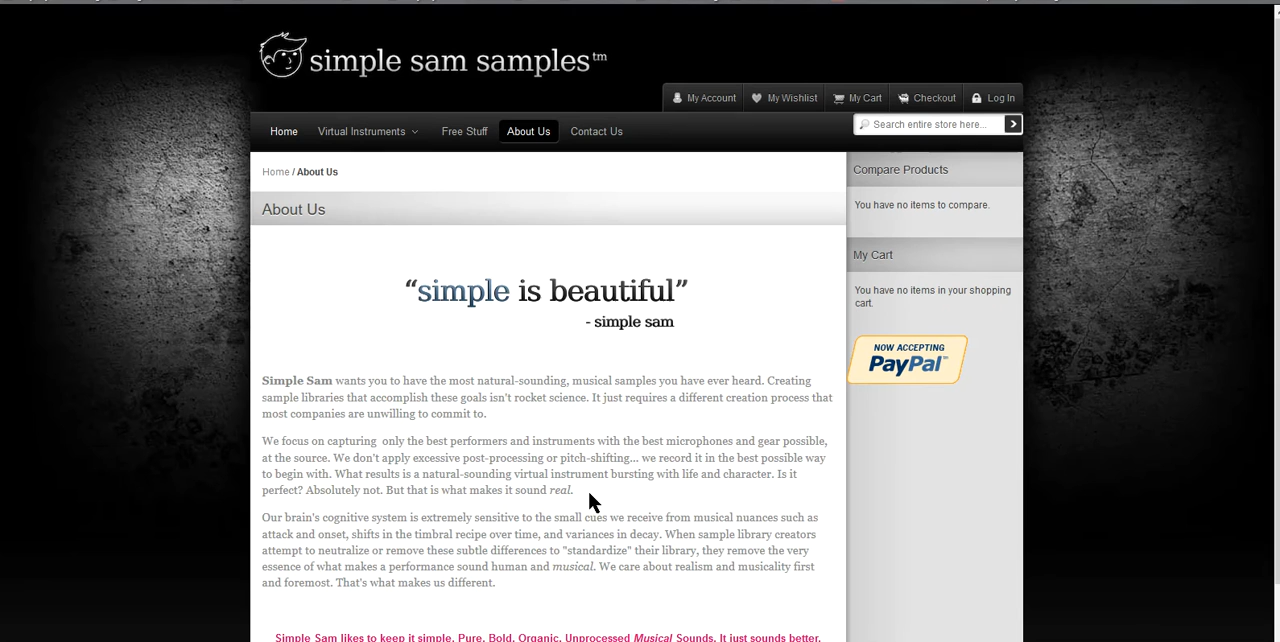 simple sam samples™
My Account My Wishlist My Cart Checkout Log In
Home Virtual Instruments Free Stuff About Us Contact Us
Search entire store here...
Home / About Us
About Us
“simple is beautiful”
- simple sam
Simple Sam wants you to have the most natural-sounding, musical samples you have ever heard. Creating
sample libraries that accomplish these goals isn't rocket science. It just requires a different creation process that
most companies are unwilling to commit to.
We focus on capturing only the best performers and instruments with the best microphones and gear possible,
at the source. We don't apply excessive post-processing or pitch-shifting... we record it in the best possible way
to begin with. What results is a natural-sounding virtual instrument bursting with life and character. Is it
perfect? Absolutely not. But that is what makes it sound real.
Our brain's cognitive system is extremely sensitive to the small cues we receive from musical nuances such as
attack and onset, shifts in the timbral recipe over time, and variances in decay. When sample library creators
attempt to neutralize or remove these subtle differences to "standardize" their library, they remove the very
essence of what makes a performance sound human and musical. We care about realism and musicality first
and foremost. That's what makes us different.
Simple Sam likes to keep it simple. Pure. Bold. Organic. Unprocessed Musical Sounds. It just sounds better.
Compare Products
You have no items to compare.
My Cart
You have no items in your shopping
cart.
NOW ACCEPTING
PayPal™